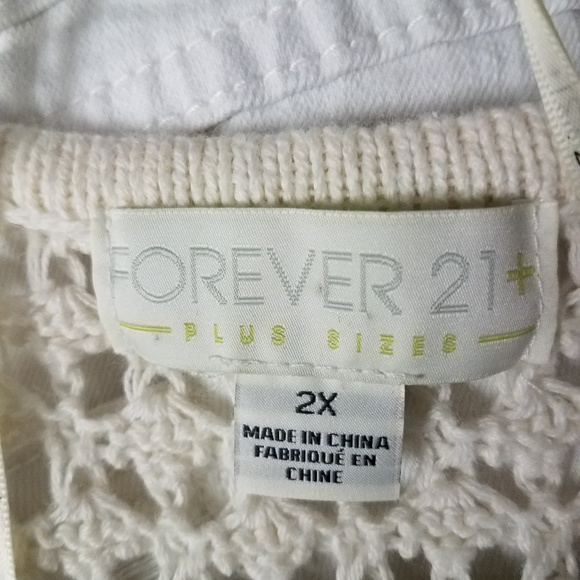 FOREVER 21+
PLUS SIZES
2X
MADE IN CHINA
FABRIQUÉ EN
CHINE